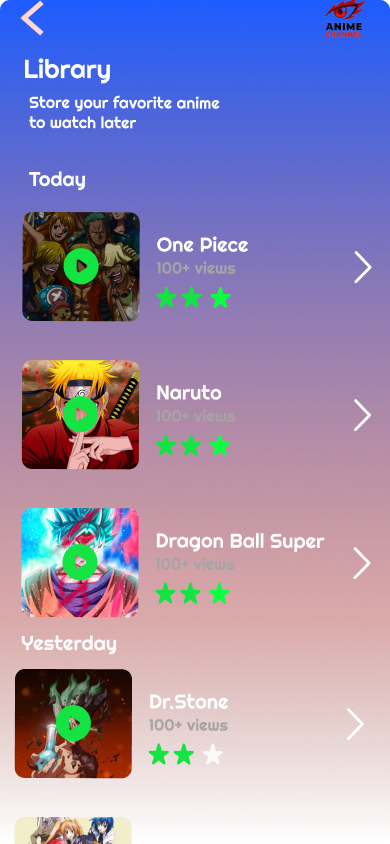 ANIME
CHANNEL
Library
Store your favorite anime
to watch later
Today
One Piece
100+ views
Naruto
100+ views
Dragon Ball Super
100+ views
Yesterday
Dr.Stone
100+ views